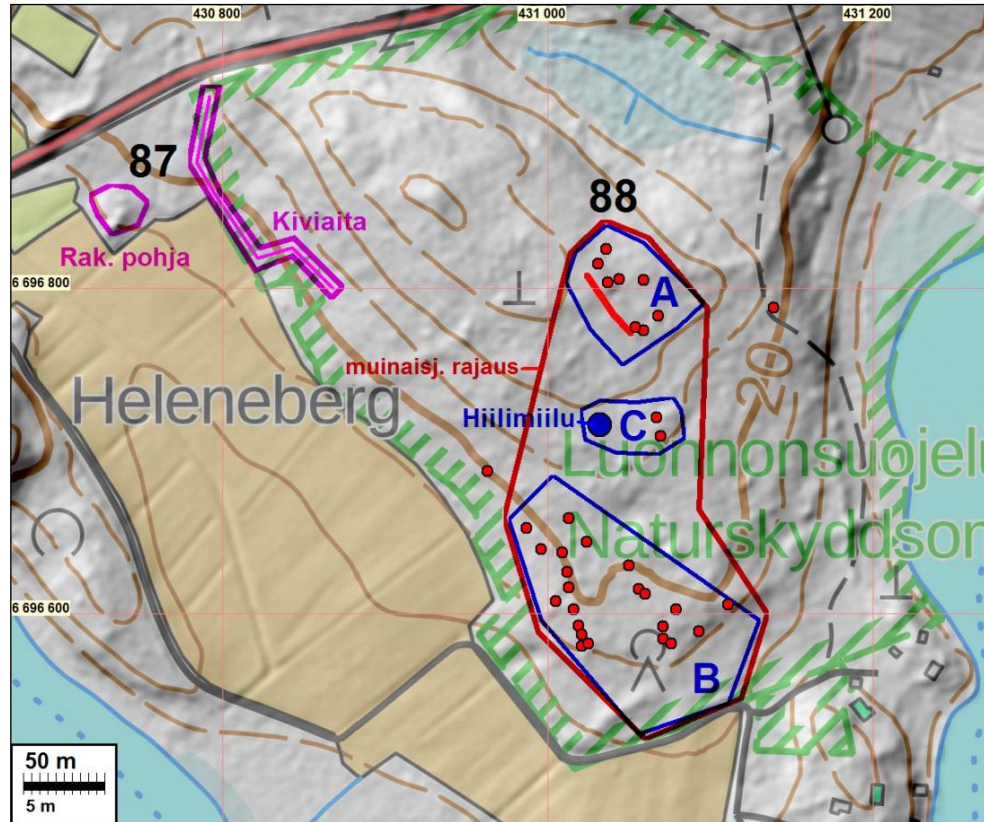 430 800
431 000
431 200
87
88
Kiviaita
Rak. pohja
6 696 800
A
muinaisj. rajaus
20
Heleneberg
Hiilimiilu
C
Luonnonsuojelu
Naturskyddsom
6 696 600
B
50 m
5 m